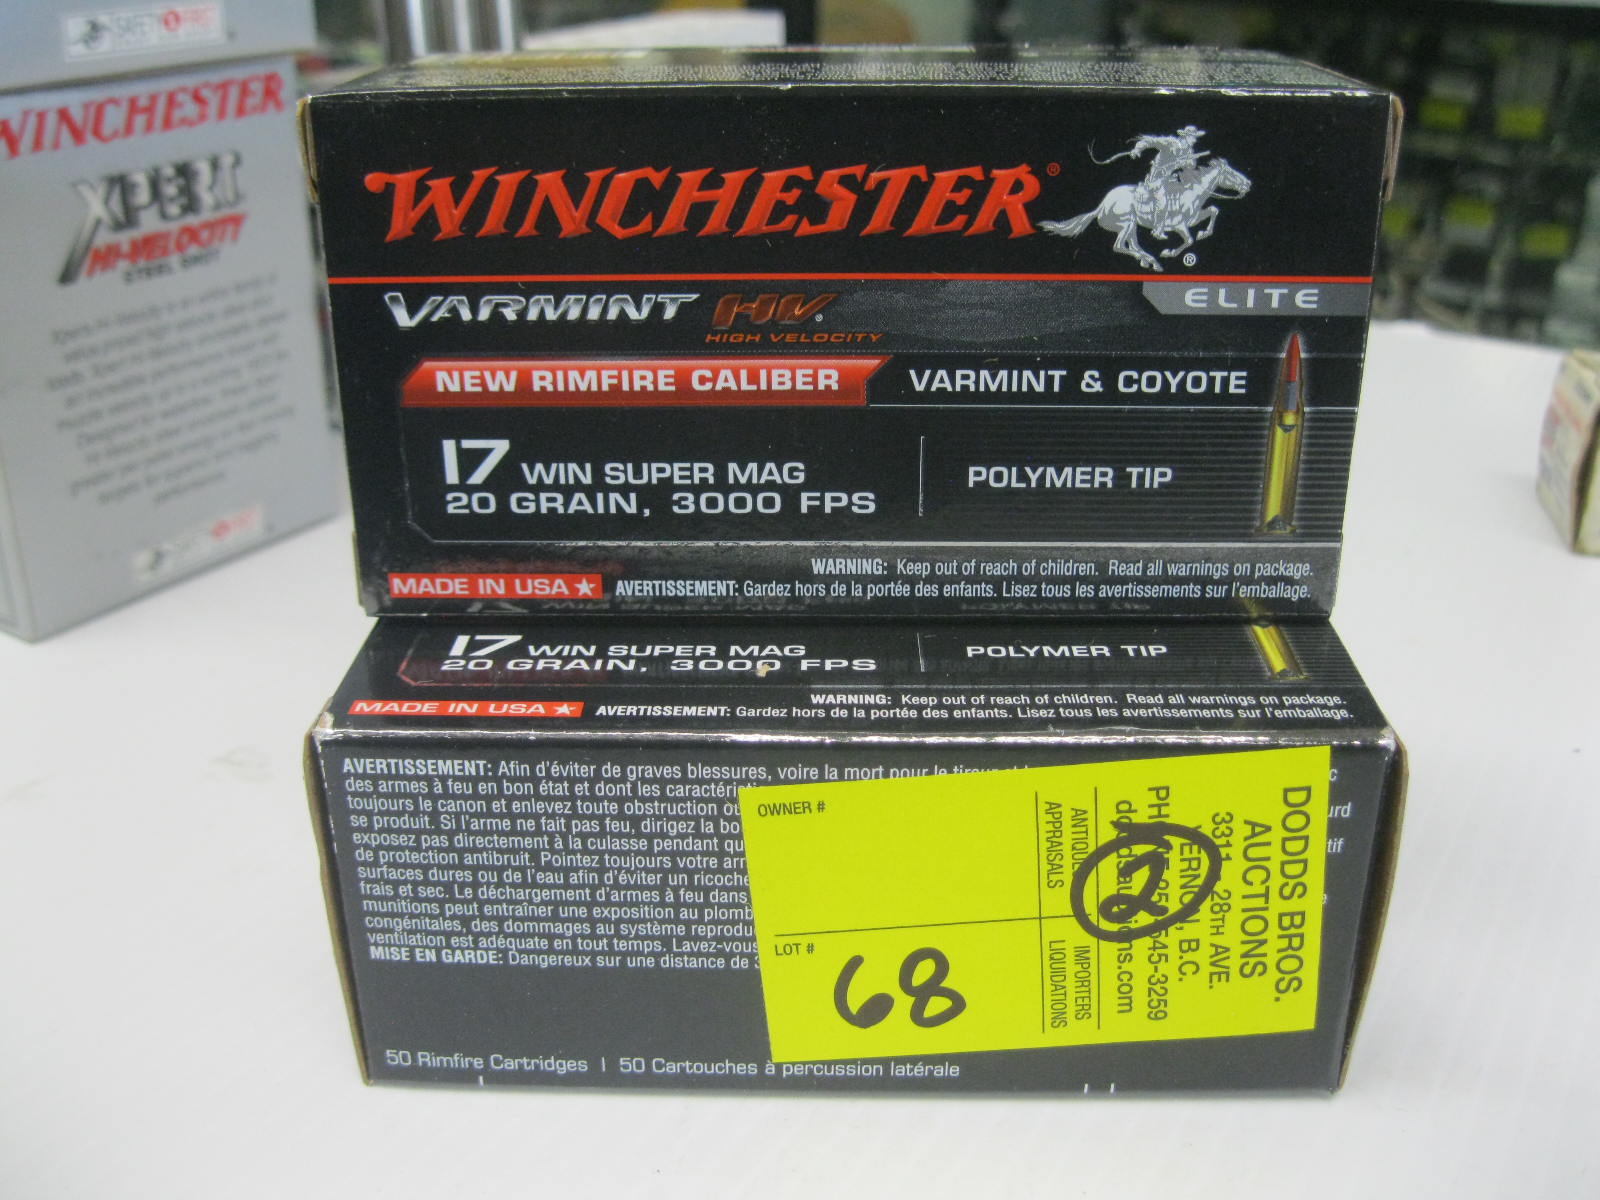 WINCHESTER
XPERT
HI-VELOCITY
STEEL SHOT
WINCHESTER®
®
VARMINT HV®
HIGH VELOCITY
ELITE
NEW RIMFIRE CALIBER
VARMINT & COYOTE
17 WIN SUPER MAG
20 GRAIN, 3000 FPS
POLYMER TIP
WARNING: Keep out of reach of children. Read all warnings on package.
MADE IN USA ★ AVERTISSEMENT: Gardez hors de la portée des enfants. Lisez tous les avertissements sur l'emballage.
17 WIN SUPER MAG
20 GRAIN, 3000 FPS
POLYMER TIP
WARNING: Keep out of reach of children. Read all warnings on package.
MADE IN USA ★ AVERTISSEMENT: Gardez hors de la portée des enfants. Lisez tous les avertissements sur l'emballage.
AVERTISSEMENT: Afin d'éviter de graves blessures, voire la mort pour le
des armes à feu en bon état et dont les
toujours le canon et enlevez toute obstruction
se produit. Si l'arme ne fait pas feu, dirigez la
exposez pas directement à la culasse pendant
de protection antibruit. Pointez toujours votre
surfaces dures ou de l'eau afin d'éviter un
frais et sec. Le déchargement d'armes à feu dans
munitions peut entraîner une exposition au
congénitales, des dommages au système
ventilation est adéquate en tout temps.
MISE EN GARDE: Dangereux sur une distance de
50 Rimfire Cartridges | 50 Cartouches à percussion latérale
OWNER #
LOT #
68
DODDS BROS.
AUCTIONS
3311 28TH AVE.
VERNON, B.C.
545-3259
APPRAISALS
IMPORTERS
LIQUIDATIONS
2